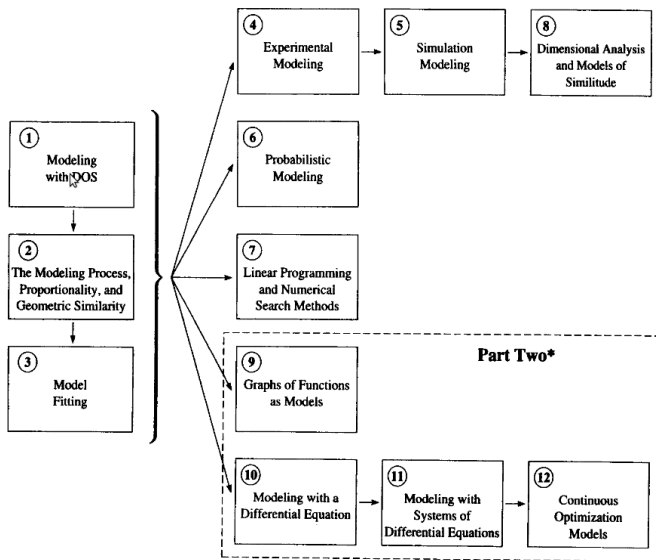 4
Experimental
Modeling
5
Simulation
Modeling
8
Dimensional Analysis
and Models of
Similitude
1
Modeling
with DOS
6
Probabilistic
Modeling
2
The Modeling Process,
Proportionality, and
Geometric Similarity
7
Linear Programming
and Numerical
Search Methods
3
Model
Fitting
Part Two*
9
Graphs of Functions
as Models
10
Modeling with a
Differential Equation
11
Modeling with
Systems of
Differential Equations
12
Continuous
Optimization
Models